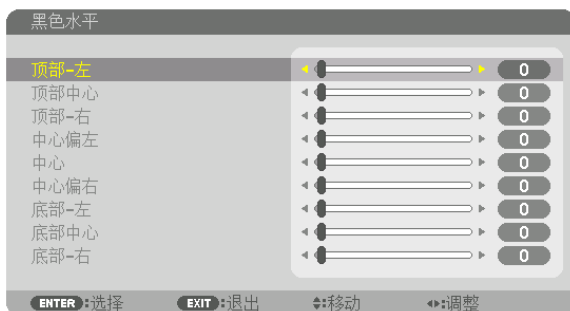 黑色水平
顶部-左 0
顶部中心 0
顶部-右 0
中心偏左 0
中心 0
中心偏右 0
底部-左 0
底部中心 0
底部-右 0
ENTER:选择 EXIT:退出 :移动 :调整